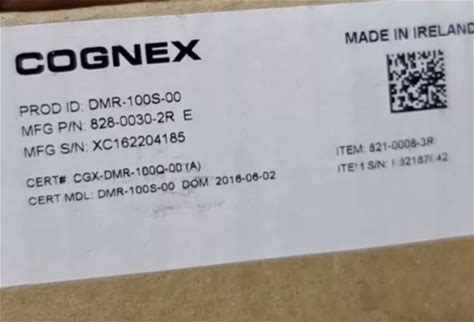 COGNEX
MADE IN IRELAND
PROD ID: DMR-100S-00
MFG P/N: 828-0030-2R E
MFG S/N: XC162204185
CERT#: CGX-DMR-100Q-00 (A)
CERT MDL: DMR-100S-00 DOM: 2016-06-02
ITEM: 821-0008-3R
ITEM S/N: